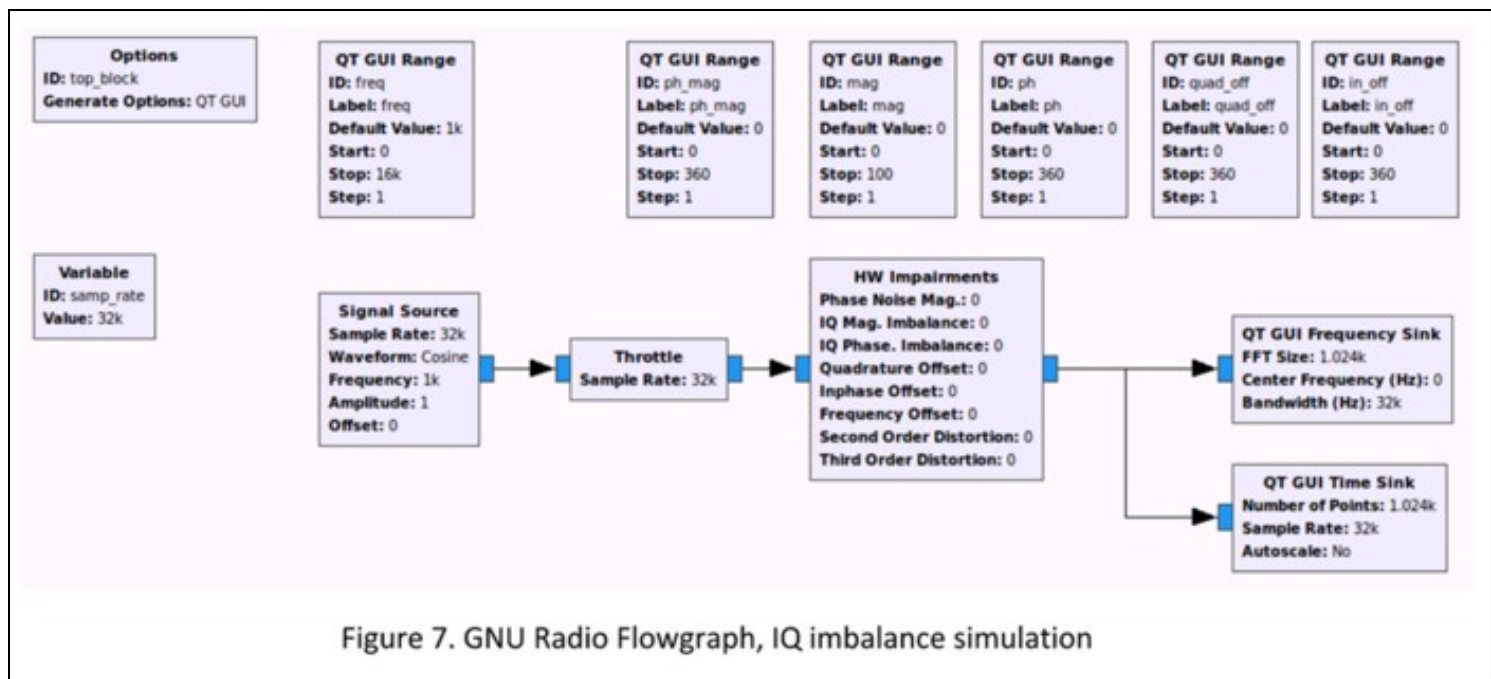 Options
ID: top_block
Generate Options: QT GUI
QT GUI Range
ID: freq
Label: freq
Default Value: 1k
Start: 0
Stop: 16k
Step: 1
QT GUI Range
ID: ph_mag
Label: ph_mag
Default Value: 0
Start: 0
Stop: 360
Step: 1
QT GUI Range
ID: mag
Label: mag
Default Value: 0
Start: 0
Stop: 100
Step: 1
QT GUI Range
ID: ph
Label: ph
Default Value: 0
Start: 0
Stop: 360
Step: 1
QT GUI Range
ID: quad_off
Label: quad_off
Default Value: 0
Start: 0
Stop: 360
Step: 1
QT GUI Range
ID: in_off
Label: in_off
Default Value: 0
Start: 0
Stop: 360
Step: 1
Variable
ID: samp_rate
Value: 32k
Signal Source
Sample Rate: 32k
Waveform: Cosine
Frequency: 1k
Amplitude: 1
Offset: 0
Throttle
Sample Rate: 32k
HW Impairments
Phase Noise Mag.: 0
IQ Mag. Imbalance: 0
IQ Phase. Imbalance: 0
Quadrature Offset: 0
Inphase Offset: 0
Frequency Offset: 0
Second Order Distortion: 0
Third Order Distortion: 0
QT GUI Frequency Sink
FFT Size: 1.024k
Center Frequency (Hz): 0
Bandwidth (Hz): 32k
QT GUI Time Sink
Number of Points: 1.024k
Sample Rate: 32k
Autoscale: No
Figure 7. GNU Radio Flowgraph, IQ imbalance simulation